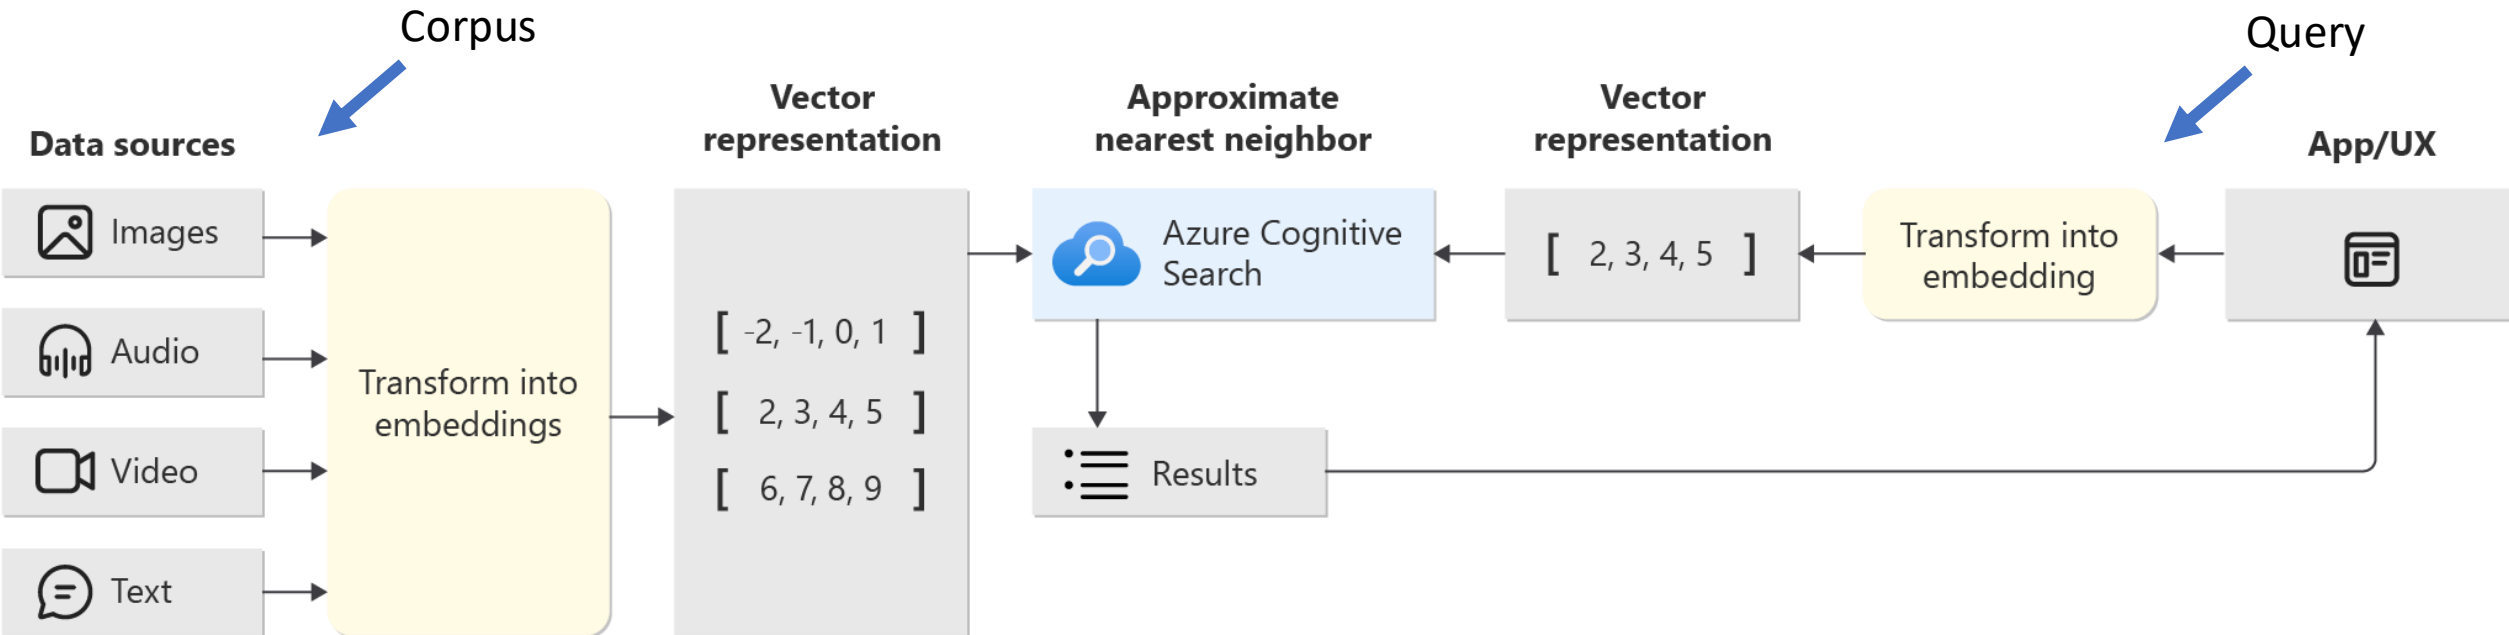 Corpus
Query
Data sources
Vector
representation
Approximate
nearest neighbor
Vector
representation
App/UX
Images
Audio
Video
Text
Transform into
embeddings
[ -2, -1, 0, 1 ]
[ 2, 3, 4, 5 ]
[ 6, 7, 8, 9 ]
Azure Cognitive
Search
Results
[ 2, 3, 4, 5 ]
Transform into
embedding